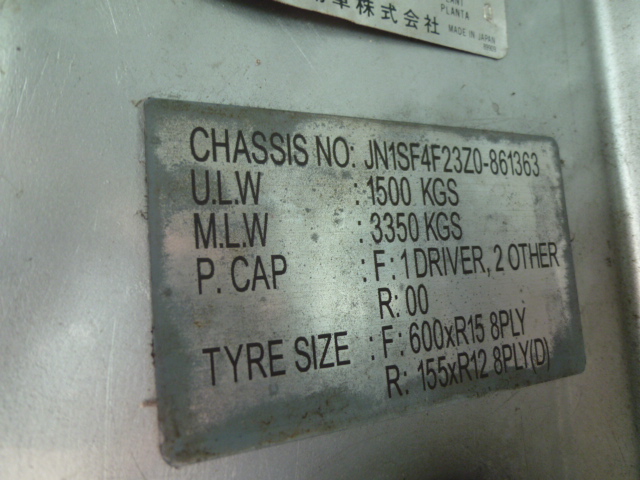 PLANTA
車株式会社
MADE IN JAPAN
CHASSIS NO: JN1SF4F23Z0-861363
U.L.W : 1500 KGS
M.L.W : 3350 KGS
P. CAP : F : 1 DRIVER, 2 OTHER
R: 00
TYRE SIZE : F : 600xR15 8PLY
R: 155xR12 8PLY(D)